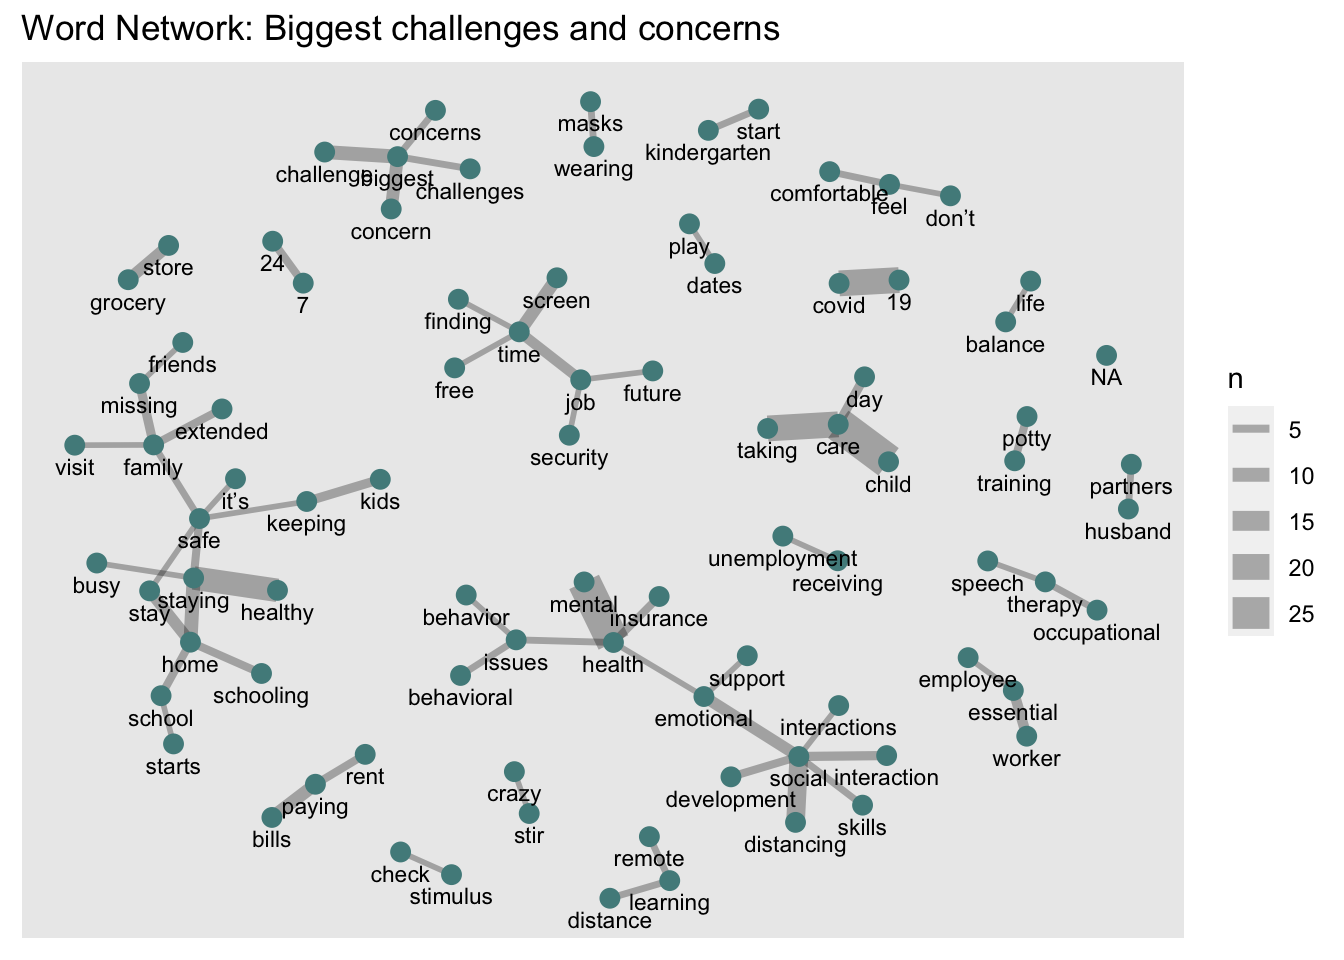 Word Network: Biggest challenges and concerns
concerns
masks
start
kindergarten
wearing
challenge
biggest
challenges
comfortable
feel
don't
concern
play
store
24
dates
grocery
7
screen
covid
19
life
finding
balance
time
friends
NA
free
job
future
day
missing
extended
potty
taking
care
visit
family
security
child
training
partners
it's
kids
keeping
husband
safe
unemployment
receiving
speech
busy
staying
stay
healthy
mental
therapy
behavior
insurance
occupational
home
issues
health
support
employee
schooling
behavioral
school
emotional
essential
interactions
starts
worker
rent
social
interaction
crazy
development
paying
skills
bills
stir
distancing
remote
check
stimulus
learning
distance
n
5
10
15
20
25